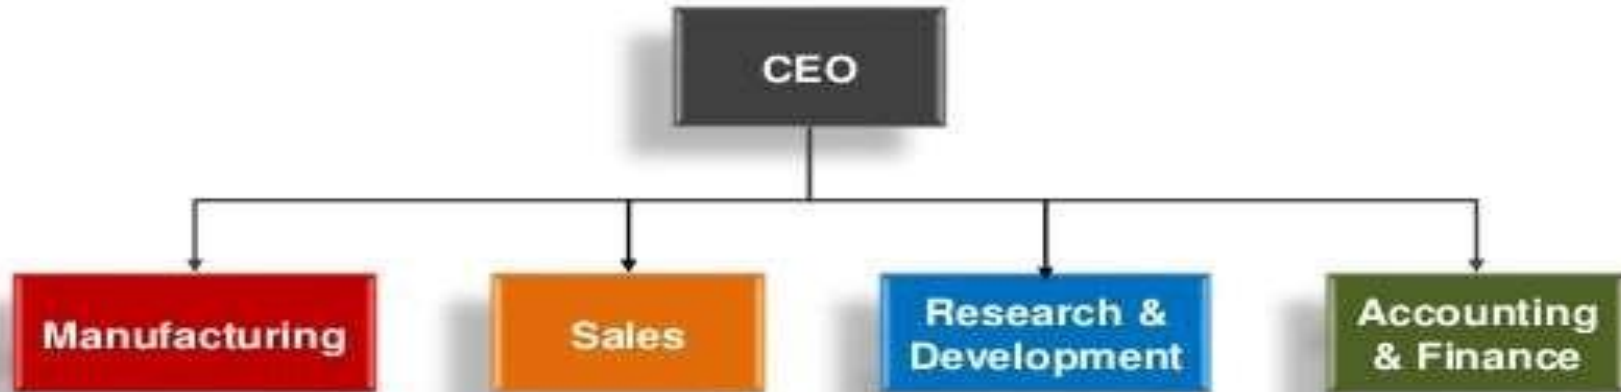 CEO
Manufacturing
Sales
Research &
Development
Accounting
& Finance